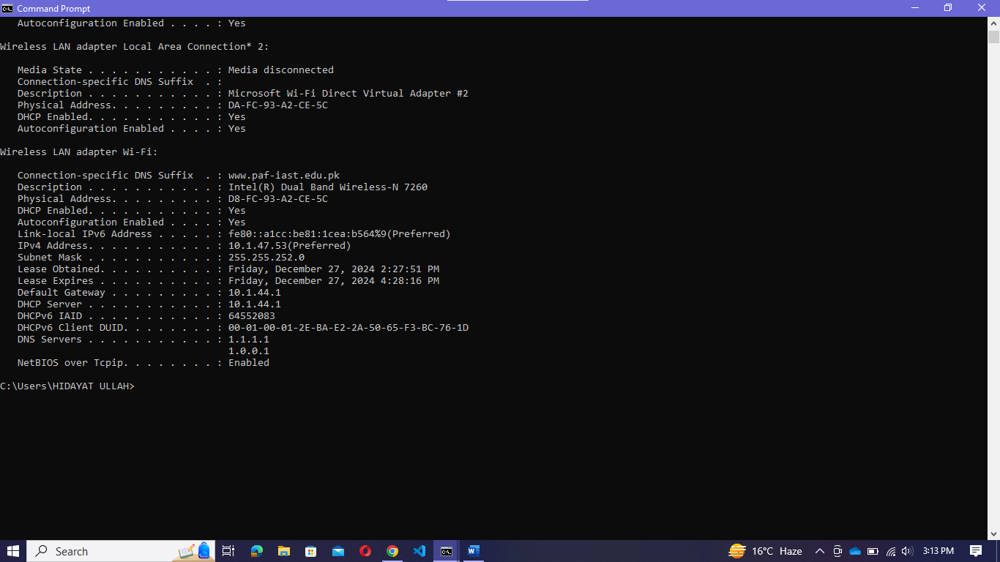 Command Prompt
   Autoconfiguration Enabled . . . . : Yes
Wireless LAN adapter Local Area Connection* 2:
   Media State . . . . . . . . . . . : Media disconnected
   Connection-specific DNS Suffix  . :
   Description . . . . . . . . . . . : Microsoft Wi-Fi Direct Virtual Adapter #2
   Physical Address. . . . . . . . . : DA-FC-93-A2-CE-5C
   DHCP Enabled. . . . . . . . . . . : Yes
   Autoconfiguration Enabled . . . . : Yes
Wireless LAN adapter Wi-Fi:
   Connection-specific DNS Suffix  . : www.paf-iast.edu.pk
   Description . . . . . . . . . . . : Intel(R) Dual Band Wireless-N 7260
   Physical Address. . . . . . . . . : D8-FC-93-A2-CE-5C
   DHCP Enabled. . . . . . . . . . . : Yes
   Autoconfiguration Enabled . . . . : Yes
   Link-local IPv6 Address . . . . . : fe80::a1cc:be81:1cea:b564%9(Preferred)
   IPv4 Address. . . . . . . . . . . : 10.1.47.53(Preferred)
   Subnet Mask . . . . . . . . . . . : 255.255.252.0
   Lease Obtained. . . . . . . . . . : Friday, December 27, 2024 2:27:51 PM
   Lease Expires . . . . . . . . . . : Friday, December 27, 2024 4:28:16 PM
   Default Gateway . . . . . . . . . : 10.1.44.1
   DHCP Server . . . . . . . . . . . : 10.1.44.1
   DHCPv6 IAID . . . . . . . . . . . : 64552083
   DHCPv6 Client DUID. . . . . . . . : 00-01-00-01-2E-BA-E2-2A-50-65-F3-BC-76-1D
   DNS Servers . . . . . . . . . . . : 1.1.1.1
                                       1.0.0.1
   NetBIOS over Tcpip. . . . . . . . : Enabled
C:\Users\HIDAYAT ULLAH>
Search 16°C Haze 3:13 PM